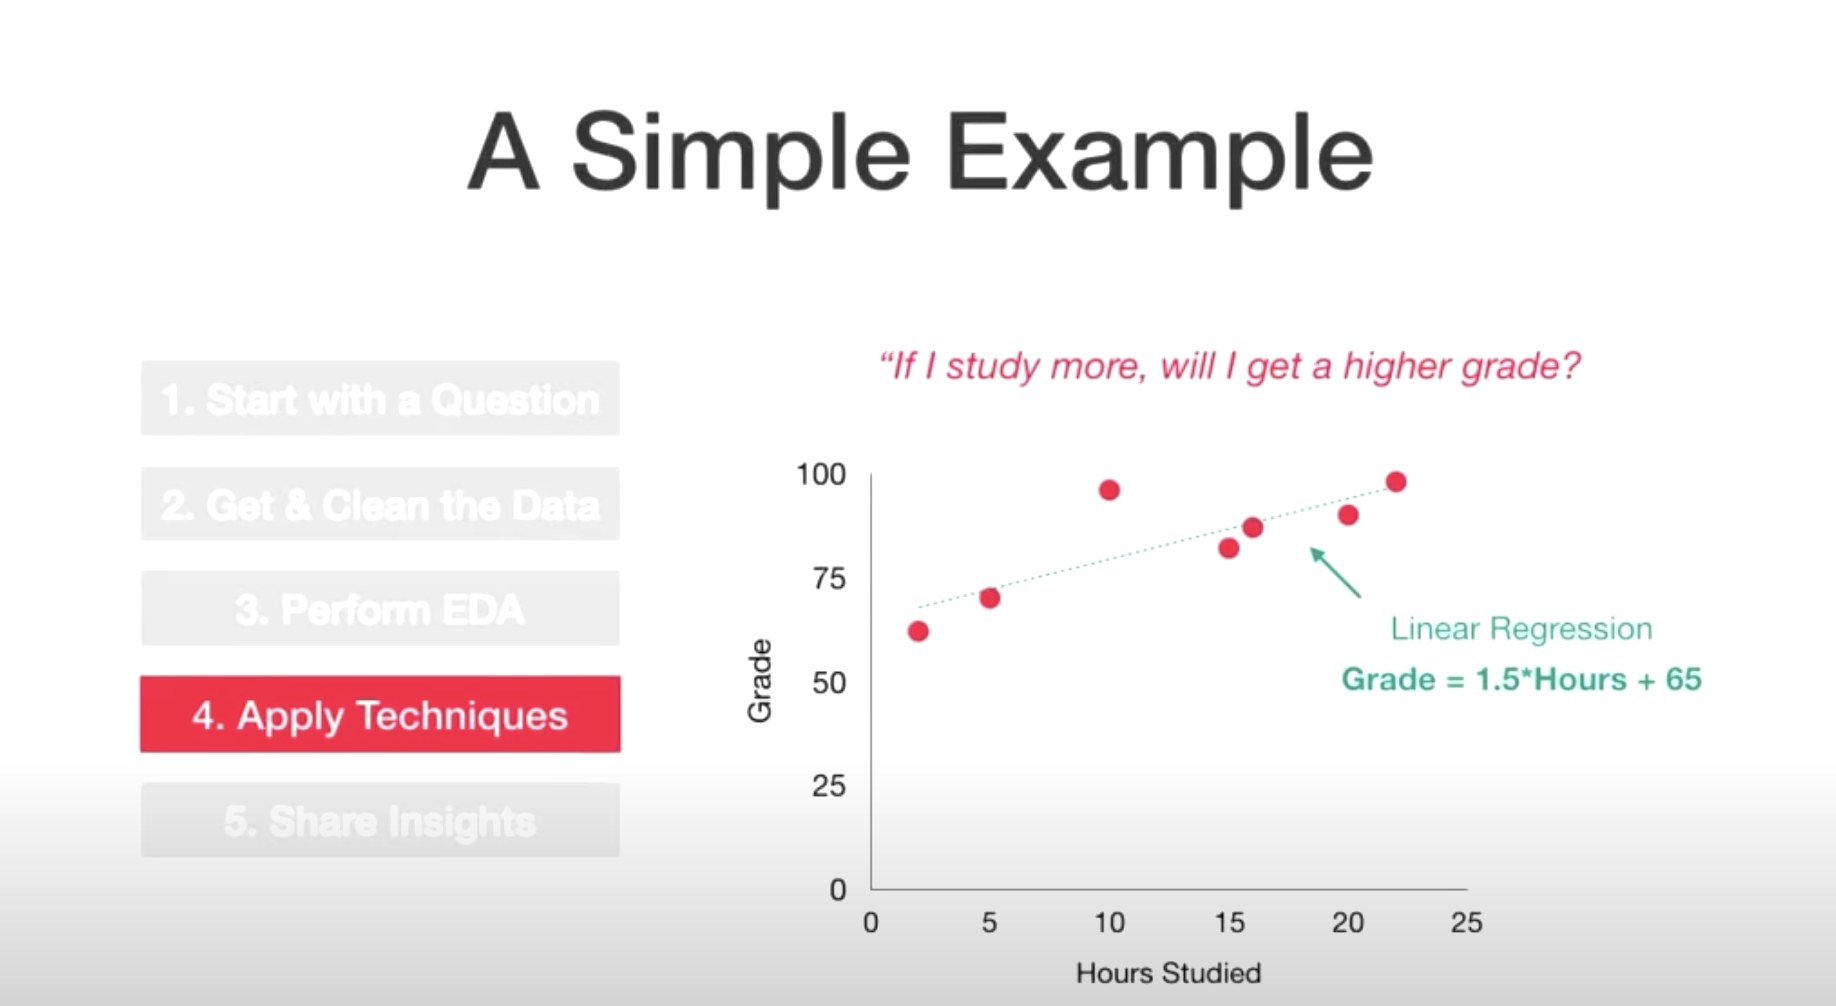 A Simple Example
1. Start with a Question
2. Get & Clean the Data
3. Perform EDA
4. Apply Techniques
5. Share Insights
“If I study more, will I get a higher grade?
100
75
50
25
0
Grade
0 5 10 15 20 25
Hours Studied
Linear Regression
Grade = 1.5*Hours + 65